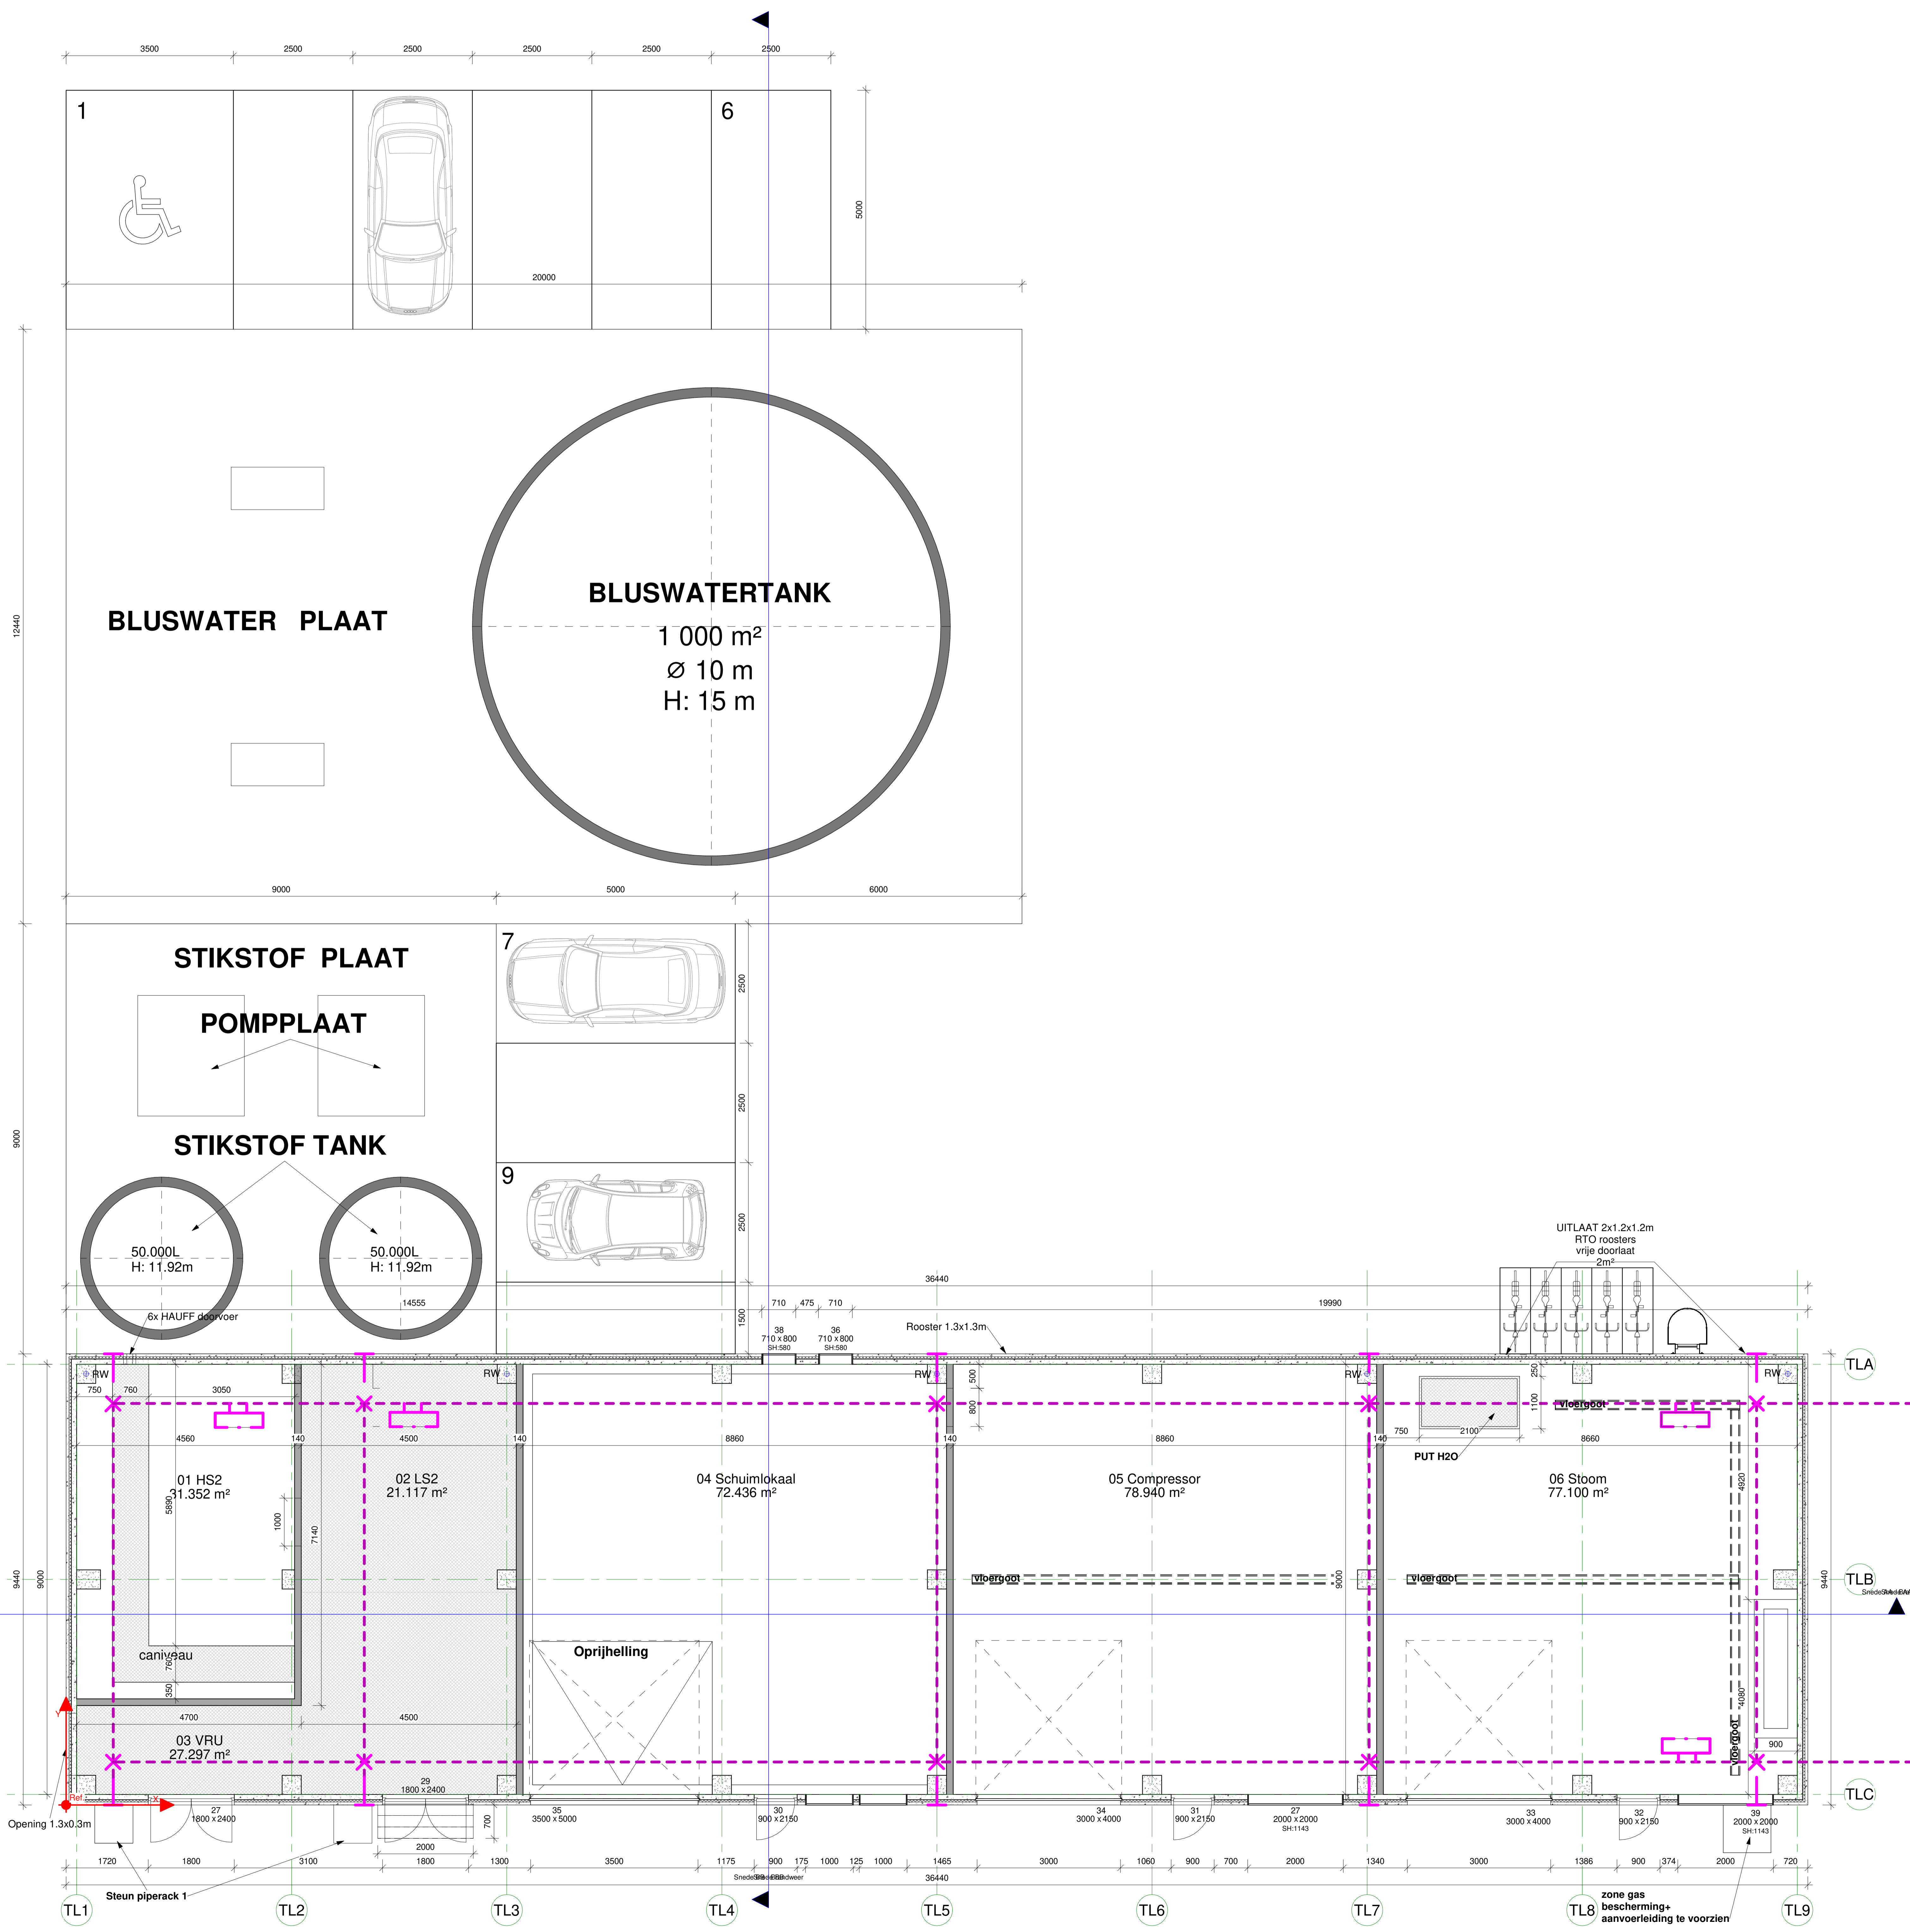 3500 2500 2500 2500 2500 2500
1 6
5000
20000
12440
BLUSWATER PLAAT
BLUSWATERTANK
1 000 m²
⌀ 10 m
H: 15 m
9000 5000 6000
STIKSTOF PLAAT
7
2500
POMPPLAAT
2500
9000
STIKSTOF TANK
9
2500
50.000L
H: 11.92m
50.000L
H: 11.92m
1500
UITLAAT 2x1.2x1.2m
RTO roosters
vrije doorlaat
2m²
36440
14555 710 475 710 19990
6x HAUFF doorvoer
38
710 x 800
SH:580
36
710 x 800
SH:580
Rooster 1.3x1.3m
TLA
RW RW RW RW RW
750 760 3050
500
800
250
1100
750 2100
4560 140 4500 140 8860 140 8860 140 8660
PUT H2O
vloergoot
01 HS2
31.352 m²
02 LS2
21.117 m²
04 Schuimlokaal
72.436 m²
05 Compressor
78.940 m²
06 Stoom
77.100 m²
5890
1000
7140
4920
9440 9000
vloergoot
9000
vloergoot
9440
TLB
caniveau
760
350
Oprijhelling
4080
4700 4500
03 VRU
27.297 m²
vloergoot
900
TLC
Y
X
Ref.
Opening 1.3x0.3m
27
1800 x 2400
29
1800 x 2400
700
2000
35
3500 x 5000
30
900 x 2150
34
3000 x 4000
31
900 x 2150
27
2000 x 2000
SH:1143
33
3000 x 4000
32
900 x 2150
39
2000 x 2000
SH:1143
1720 1800 3100 1800 1300 3500 1175 900 175 1000 125 1000 1465 3000 1060 900 700 2000 1340 3000 1386 900 374 2000 720
36440
Steun piperack 1
zone gas
bescherming+
aanvoerleiding te voorzien
TL1 TL2 TL3 TL4 TL5 TL6 TL7 TL8 TL9